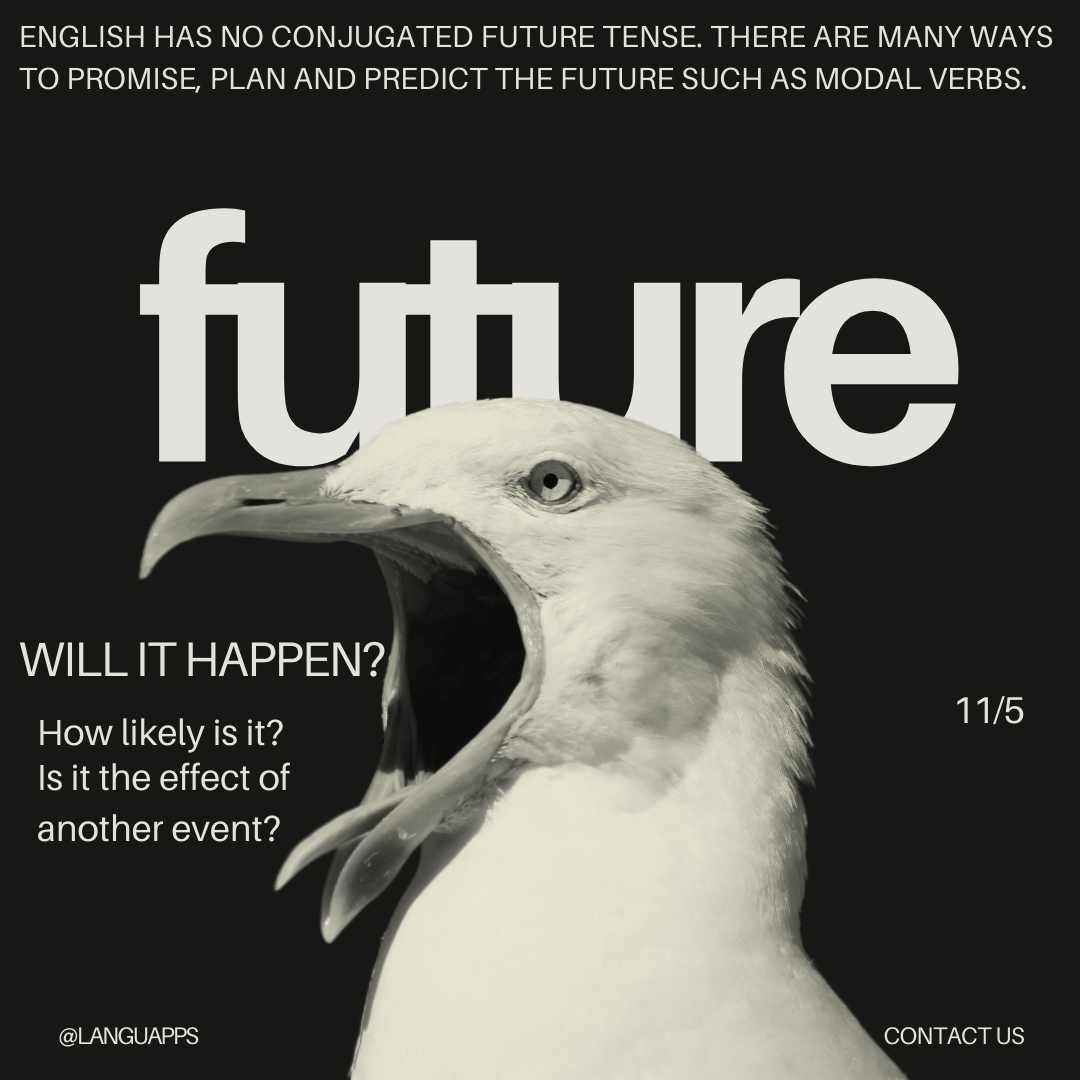 ENGLISH HAS NO CONJUGATED FUTURE TENSE. THERE ARE MANY WAYS
TO PROMISE, PLAN AND PREDICT THE FUTURE SUCH AS MODAL VERBS.
future
WILL IT HAPPEN?
How likely is it?
Is it the effect of
another event?
11/5
@LANGUAPPS
CONTACT US